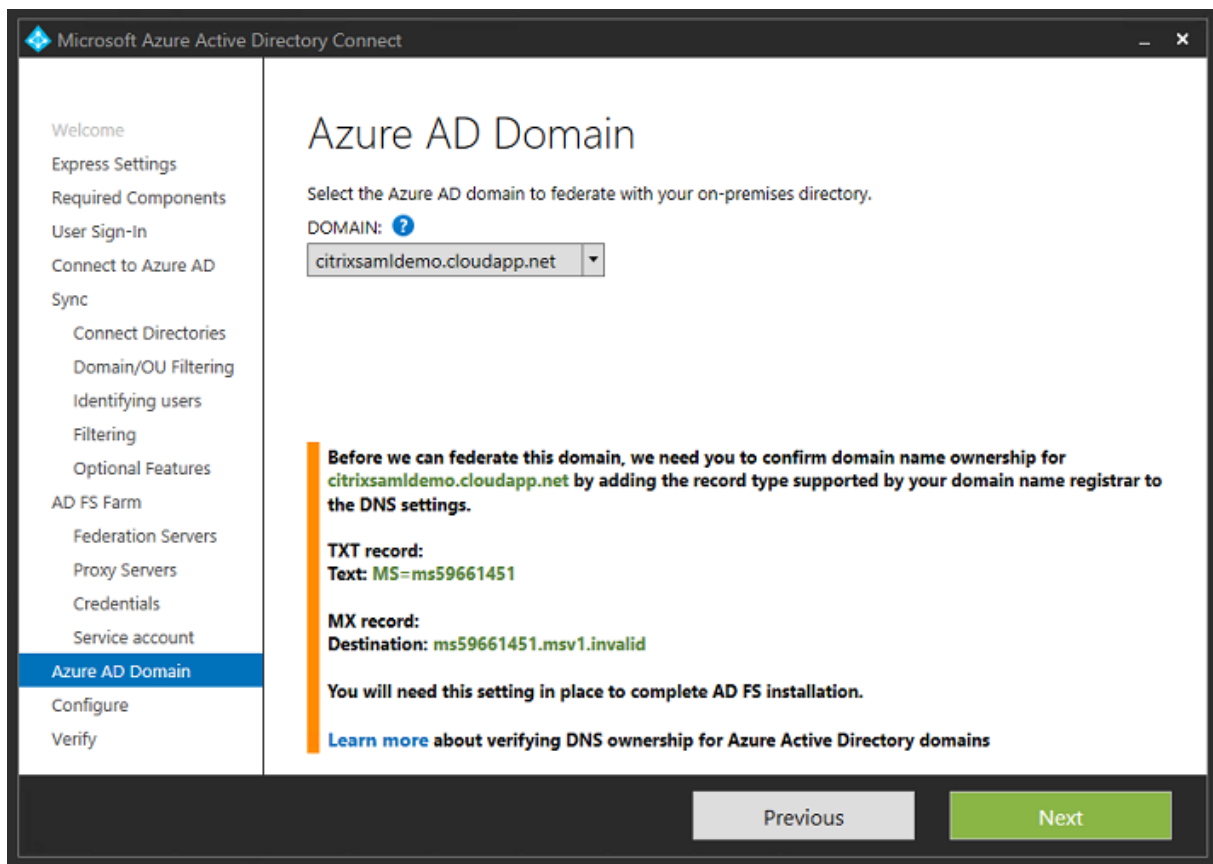 Microsoft Azure Active Directory Connect
Welcome
Express Settings
Required Components
User Sign-In
Connect to Azure AD
Sync
Connect Directories
Domain/OU Filtering
Identifying users
Filtering
Optional Features
AD FS Farm
Federation Servers
Proxy Servers
Credentials
Service account
Azure AD Domain
Configure
Verify
Azure AD Domain
Select the Azure AD domain to federate with your on-premises directory.
DOMAIN: ?
citrixsamldemo.cloudapp.net
Before we can federate this domain, we need you to confirm domain name ownership for
citrixsamldemo.cloudapp.net by adding the record type supported by your domain name registrar to
the DNS settings.
TXT record:
Text: MS=ms59661451
MX record:
Destination: ms59661451.msv1.invalid
You will need this setting in place to complete AD FS installation.
Learn more about verifying DNS ownership for Azure Active Directory domains
Previous
Next